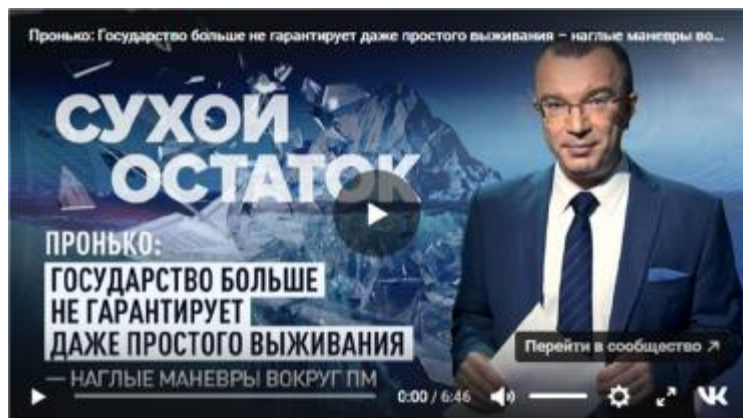 Пронько: Государство больше не гарантирует даже простого выживания – наглые маневры во...
СУХОЙ
ОСТАТОК
ПРОНЬКО:
ГОСУДАРСТВО БОЛЬШЕ
НЕ ГАРАНТИРУЕТ
ДАЖЕ ПРОСТОГО ВЫЖИВАНИЯ
— НАГЛЫЕ МАНЕВРЫ ВОКРУГ ПМ
Перейти в сообщество ↗
0:00 / 6:46